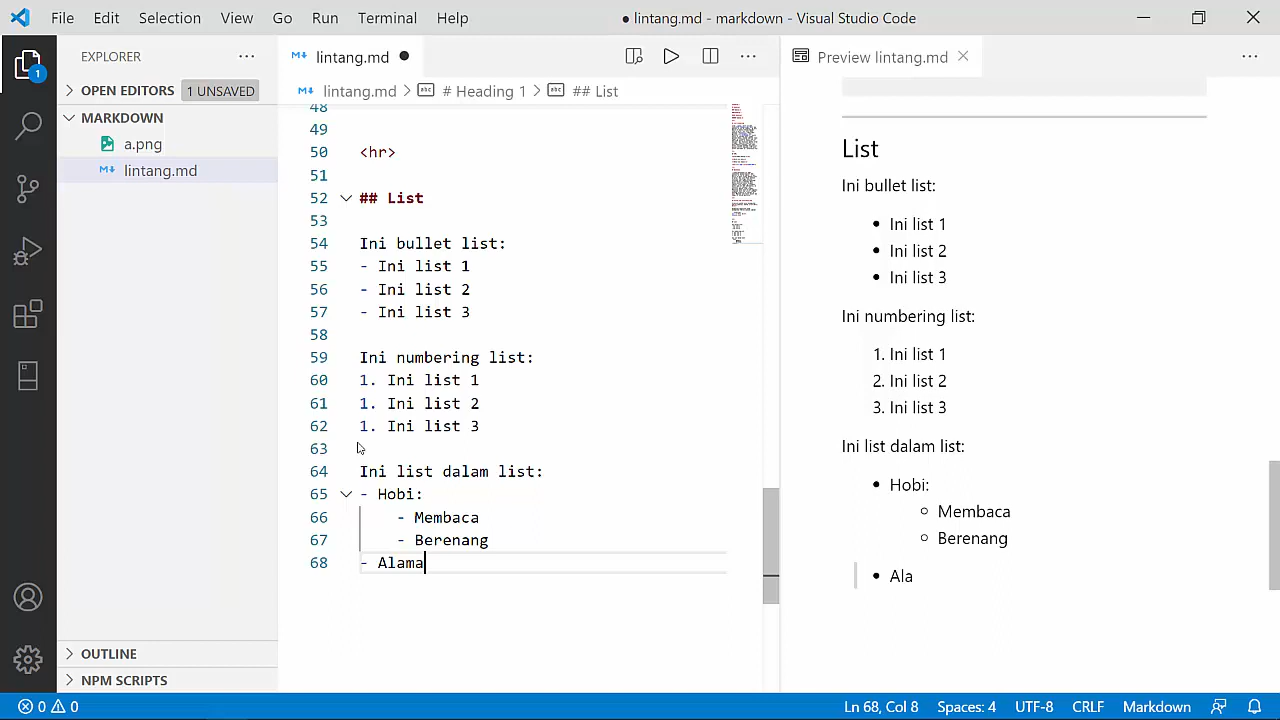 File Edit Selection View Go Run Terminal Help ● lintang.md - markdown - Visual Studio Code
EXPLORER
lintang.md
Preview lintang.md
OPEN EDITORS 1 UNSAVED
lintang.md > # Heading 1 > ## List
MARKDOWN
a.png
lintang.md
1
48
49
50 <hr>
51
52 ## List
53
54 Ini bullet list:
55 - Ini list 1
56 - Ini list 2
57 - Ini list 3
58
59 Ini numbering list:
60 1. Ini list 1
61 1. Ini list 2
62 1. Ini list 3
63
64 Ini list dalam list:
65 - Hobi:
66 - Membaca
67 - Berenang
68 - Alama
List
Ini bullet list:
• Ini list 1
• Ini list 2
• Ini list 3
Ini numbering list:
1. Ini list 1
2. Ini list 2
3. Ini list 3
Ini list dalam list:
• Hobi:
○ Membaca
○ Berenang
• Ala
OUTLINE
NPM SCRIPTS
0 0 Ln 68, Col 8 Spaces: 4 UTF-8 CRLF Markdown